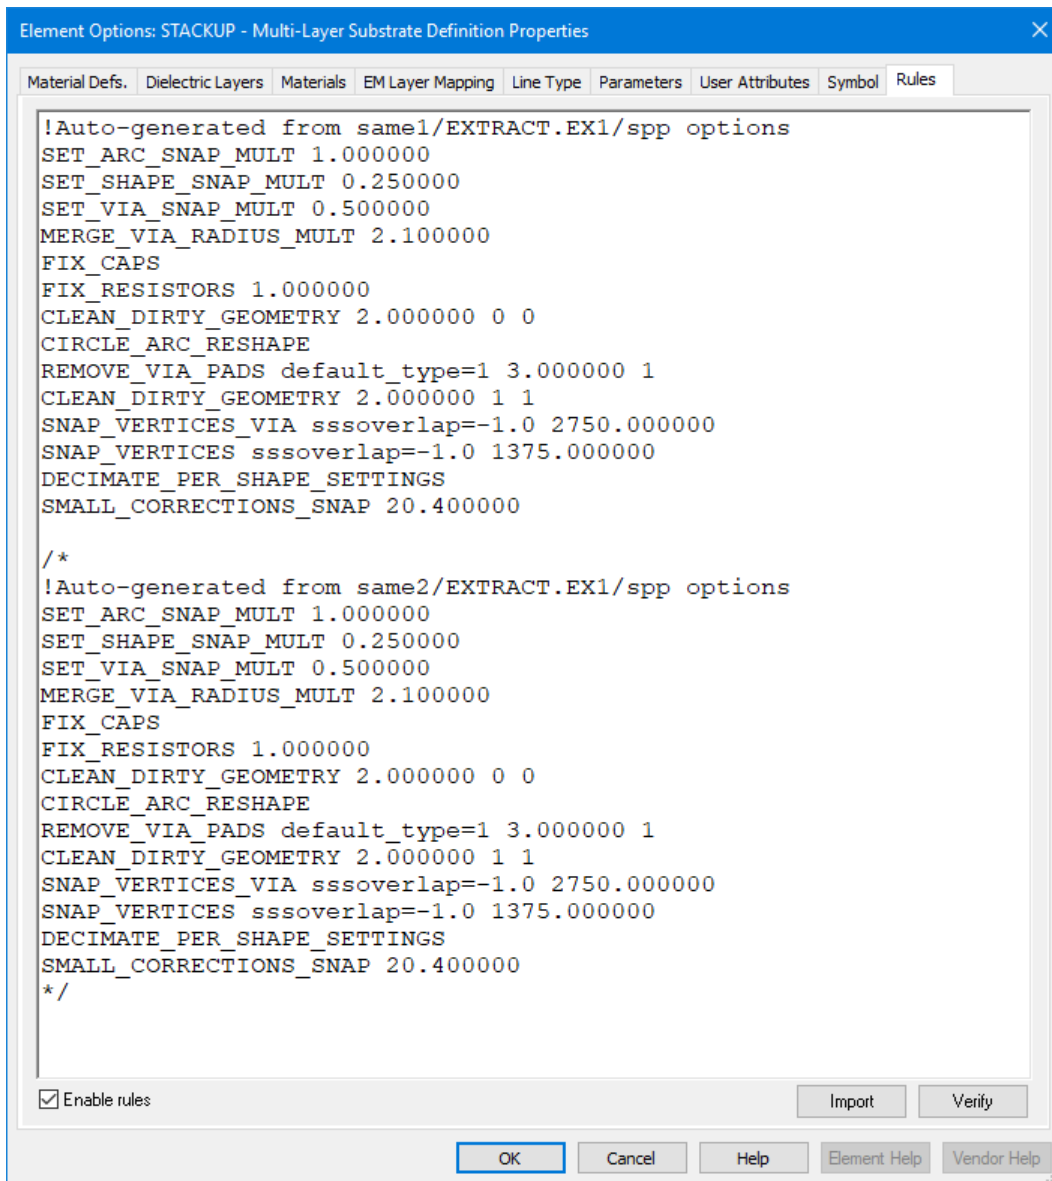 Element Options: STACKUP - Multi-Layer Substrate Definition Properties
Material Defs. Dielectric Layers Materials EM Layer Mapping Line Type Parameters User Attributes Symbol Rules
!Auto-generated from same1/EXTRACT.EX1/spp options
SET_ARC_SNAP_MULT 1.000000
SET_SHAPE_SNAP_MULT 0.250000
SET_VIA_SNAP_MULT 0.500000
MERGE_VIA_RADIUS_MULT 2.100000
FIX_CAPS
FIX_RESISTORS 1.000000
CLEAN_DIRTY_GEOMETRY 2.000000 0 0
CIRCLE_ARC_RESHAPE
REMOVE_VIA_PADS default_type=1 3.000000 1
CLEAN_DIRTY_GEOMETRY 2.000000 1 1
SNAP_VERTICES_VIA sssoverlap=-1.0 2750.000000
SNAP_VERTICES sssoverlap=-1.0 1375.000000
DECIMATE_PER_SHAPE_SETTINGS
SMALL_CORRECTIONS_SNAP 20.400000
/*
!Auto-generated from same2/EXTRACT.EX1/spp options
SET_ARC_SNAP_MULT 1.000000
SET_SHAPE_SNAP_MULT 0.250000
SET_VIA_SNAP_MULT 0.500000
MERGE_VIA_RADIUS_MULT 2.100000
FIX_CAPS
FIX_RESISTORS 1.000000
CLEAN_DIRTY_GEOMETRY 2.000000 0 0
CIRCLE_ARC_RESHAPE
REMOVE_VIA_PADS default_type=1 3.000000 1
CLEAN_DIRTY_GEOMETRY 2.000000 1 1
SNAP_VERTICES_VIA sssoverlap=-1.0 2750.000000
SNAP_VERTICES sssoverlap=-1.0 1375.000000
DECIMATE_PER_SHAPE_SETTINGS
SMALL_CORRECTIONS_SNAP 20.400000
*/
Enable rules Import Verify
OK Cancel Help Element Help Vendor Help